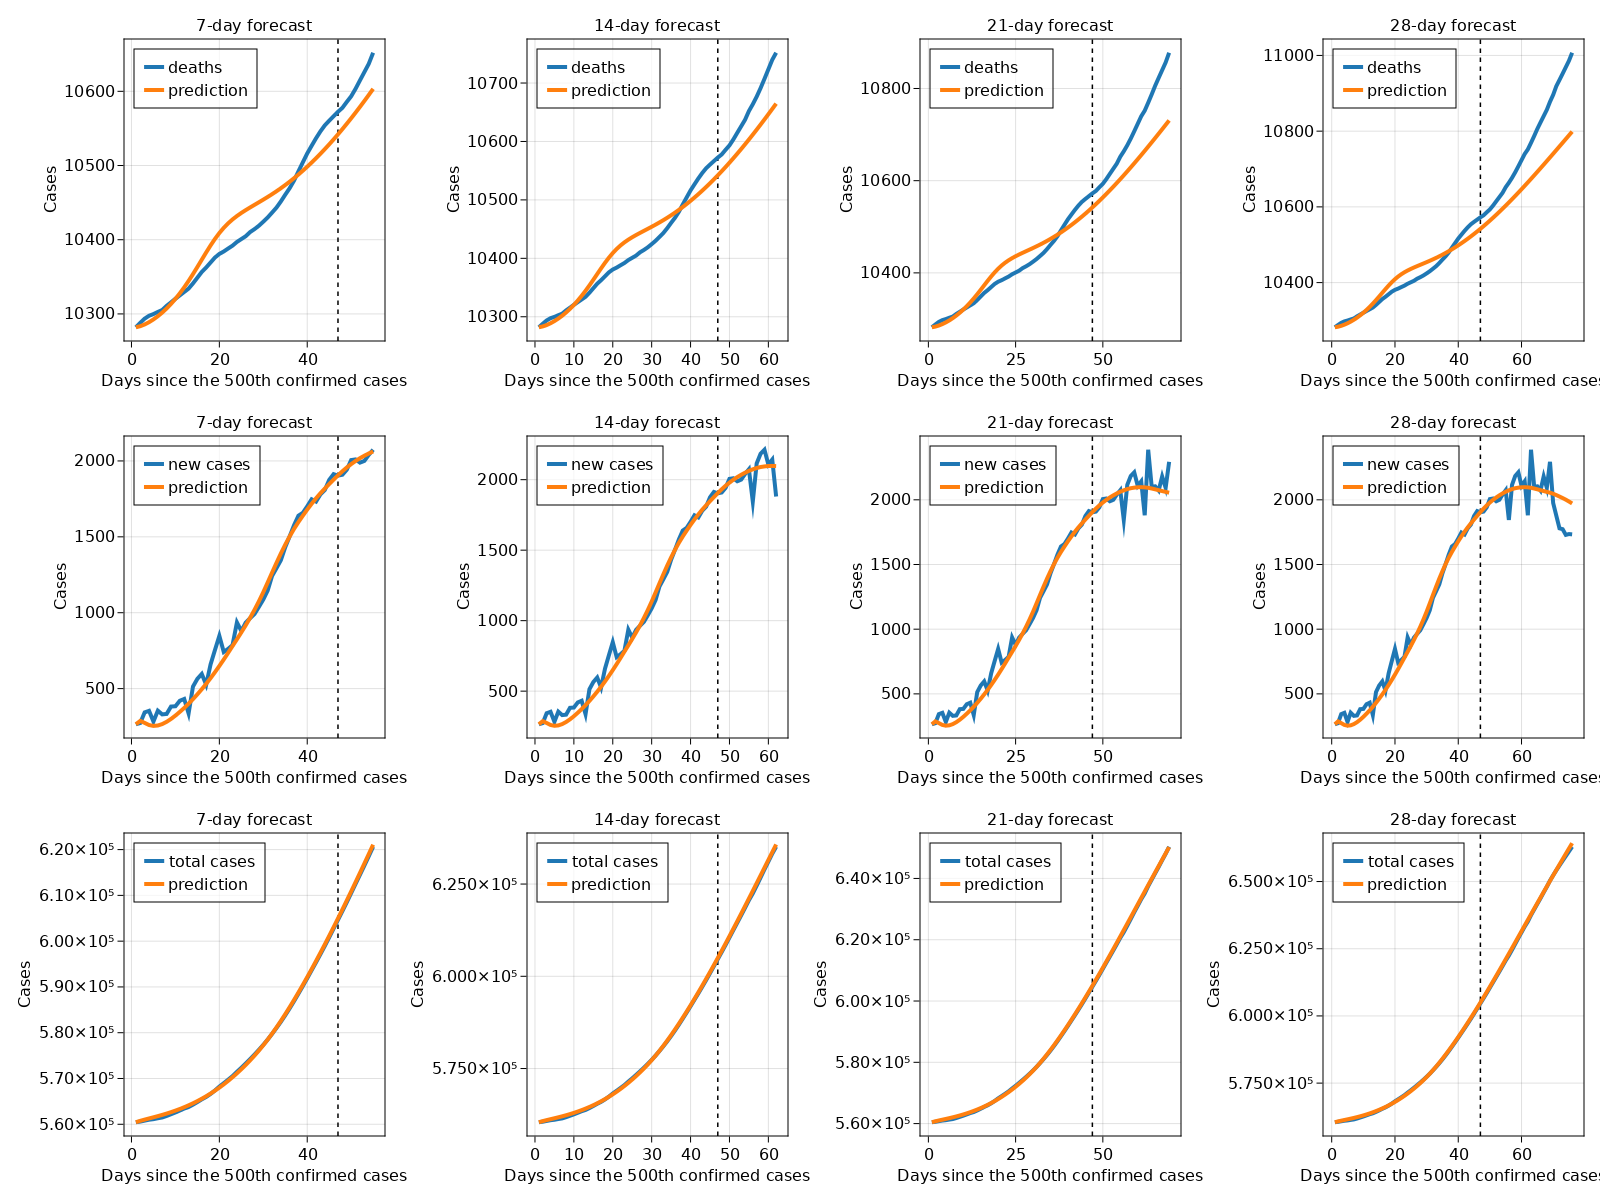 7-day forecast
14-day forecast
21-day forecast
28-day forecast
deaths
prediction
deaths
prediction
deaths
prediction
deaths
prediction
10600
10500
10400
10300
10700
10600
10500
10400
10300
10800
10600
10400
11000
10800
10600
10400
Cases
Cases
Cases
Cases
0 20 40
0 10 20 30 40 50 60
0 25 50
0 20 40 60
Days since the 500th confirmed cases
Days since the 500th confirmed cases
Days since the 500th confirmed cases
Days since the 500th confirmed cases
7-day forecast
14-day forecast
21-day forecast
28-day forecast
new cases
prediction
new cases
prediction
new cases
prediction
new cases
prediction
2000
1500
1000
500
2000
1500
1000
500
2000
1500
1000
500
2000
1500
1000
500
Cases
Cases
Cases
Cases
0 20 40
0 10 20 30 40 50 60
0 25 50
0 20 40 60
Days since the 500th confirmed cases
Days since the 500th confirmed cases
Days since the 500th confirmed cases
Days since the 500th confirmed cases
7-day forecast
14-day forecast
21-day forecast
28-day forecast
total cases
prediction
total cases
prediction
total cases
prediction
total cases
prediction
6.20×10⁵
6.10×10⁵
6.00×10⁵
5.90×10⁵
5.80×10⁵
5.70×10⁵
5.60×10⁵
6.250×10⁵
6.000×10⁵
5.750×10⁵
6.40×10⁵
6.20×10⁵
6.00×10⁵
5.80×10⁵
5.60×10⁵
6.500×10⁵
6.250×10⁵
6.000×10⁵
5.750×10⁵
Cases
Cases
Cases
Cases
0 20 40
0 10 20 30 40 50 60
0 25 50
0 20 40 60
Days since the 500th confirmed cases
Days since the 500th confirmed cases
Days since the 500th confirmed cases
Days since the 500th confirmed cases